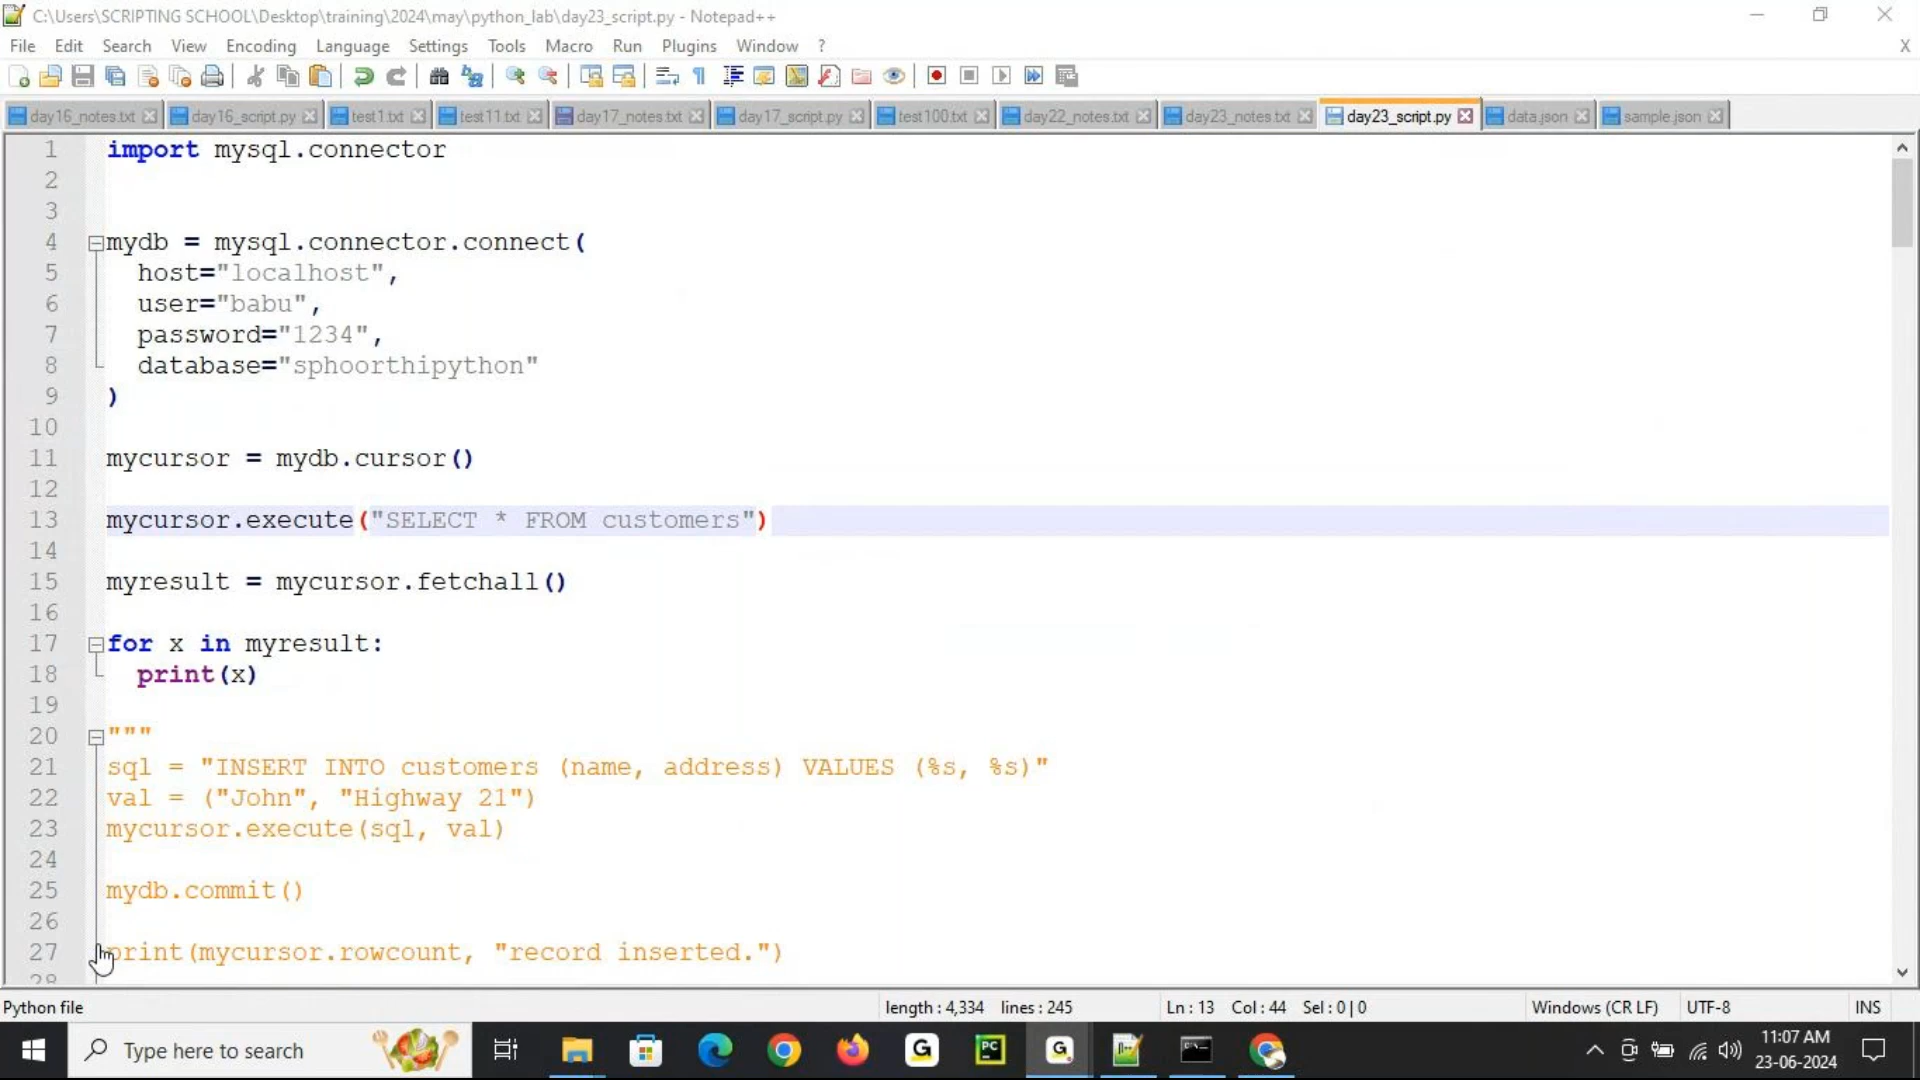 C:\Users\SCRIPTING SCHOOL\Desktop\training\2024\may\python_lab\day23_script.py - Notepad++
File Edit Search View Encoding Language Settings Tools Macro Run Plugins Window ? X
day16_notes.txt day16_script.py test1.txt test11.txt day17_notes.txt day17_script.py test100.txt day22_notes.txt day23_notes.txt day23_script.py data.json sample.json
1 import mysql.connector
2
3
4 mydb = mysql.connector.connect(
5 host="localhost",
6 user="babu",
7 password="1234",
8 database="sphoorthipython"
9 )
10
11 mycursor = mydb.cursor()
12
13 mycursor.execute("SELECT * FROM customers")
14
15 myresult = mycursor.fetchall()
16
17 for x in myresult:
18 print(x)
19
20 """
21 sql = "INSERT INTO customers (name, address) VALUES (%s, %s)"
22 val = ("John", "Highway 21")
23 mycursor.execute(sql, val)
24
25 mydb.commit()
26
27 print(mycursor.rowcount, "record inserted.")
28
Python file length : 4,334 lines : 245 Ln : 13 Col : 44 Sel : 0 | 0 Windows (CR LF) UTF-8 INS
Type here to search
11:07 AM
23-06-2024